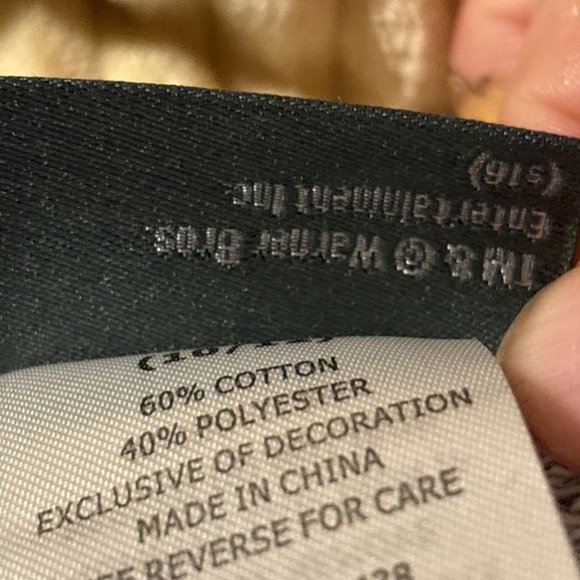 TM & © Warner Bros.
Entertainment Inc.
(s16)
60% COTTON
40% POLYESTER
EXCLUSIVE OF DECORATION
MADE IN CHINA
REVERSE FOR CARE